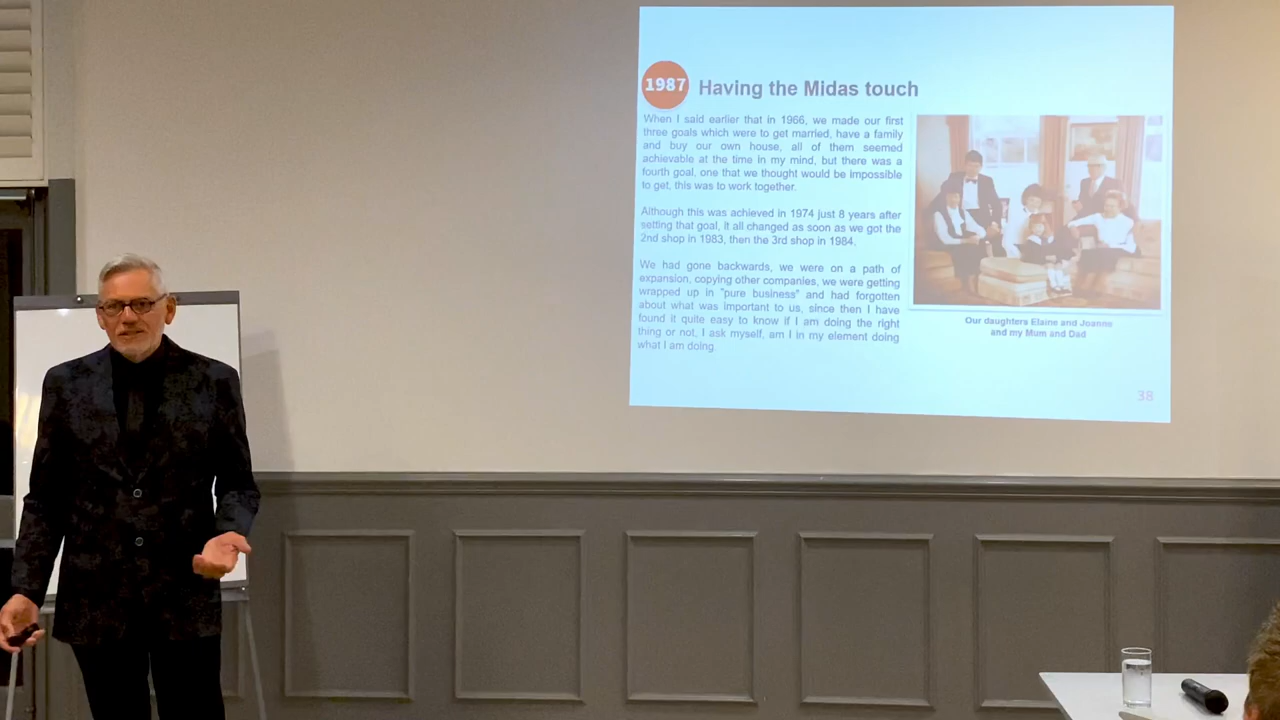 1987 Having the Midas touch
When I said earlier that in 1966, we made our first
three goals which were to get married, have a family
and buy our own house, all of them seemed
achievable at the time in my mind, but there was a
fourth goal, one that we thought would be impossible
to get, this was to work together.
Although this was achieved in 1974 just 8 years after
setting that goal, it all changed as soon as we got the
2nd shop in 1983, then the 3rd shop in 1984.
We had gone backwards, we were on a path of
expansion, copying other companies, we were getting
wrapped up in "pure business" and had forgotten
about what was important to us, since then I have
found it quite easy to know if I am doing the right
thing or not, I ask myself, am I in my element doing
what I am doing
Our daughters Elaine and Joanne
and my Mum and Dad
38